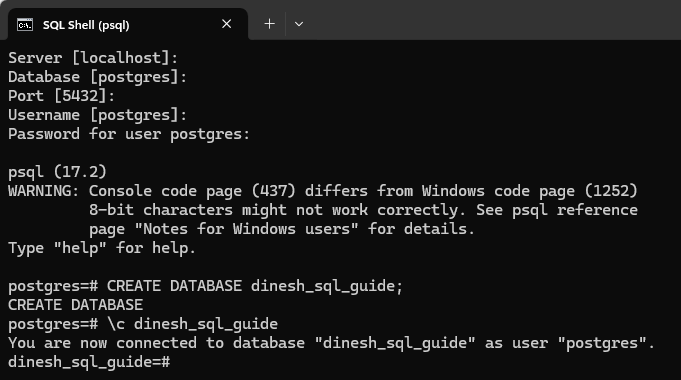 SQL Shell (psql)
Server [localhost]:
Database [postgres]:
Port [5432]:
Username [postgres]:
Password for user postgres:
psql (17.2)
WARNING: Console code page (437) differs from Windows code page (1252)
         8-bit characters might not work correctly. See psql reference
         page "Notes for Windows users" for details.
Type "help" for help.
postgres=# CREATE DATABASE dinesh_sql_guide;
CREATE DATABASE
postgres=# \c dinesh_sql_guide
You are now connected to database "dinesh_sql_guide" as user "postgres".
dinesh_sql_guide=#